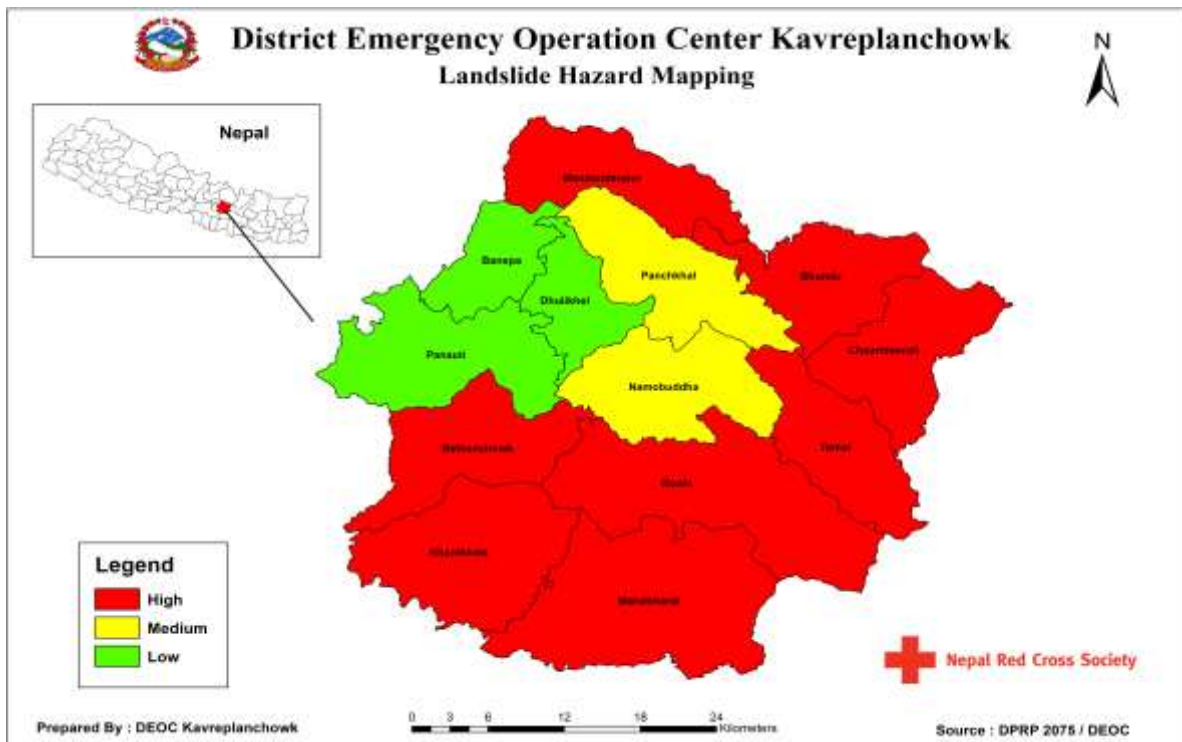 District Emergency Operation Center Kavreplanchowk
Landslide Hazard Mapping
N
Nepal
Banepa
Panchkhal
Dhulikhel
Panauti
Namobuddha
Temal
Legend
High
Medium
Low
Nepal Red Cross Society
0 3 6 12 18 24
Kilometers
Prepared By : DEOC Kavreplanchowk
Source : DPRP 2075 / DEOC